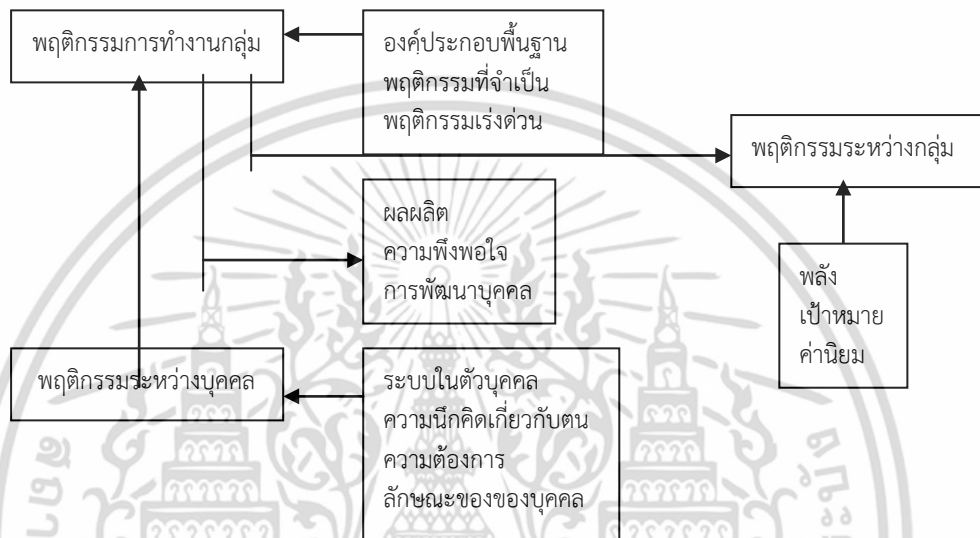 พฤติกรรมการทำงานกลุ่ม
องค์ประกอบพื้นฐาน
พฤติกรรมที่จำเป็น
พฤติกรรมเร่งด่วน
พฤติกรรมระหว่างกลุ่ม
ผลผลิต
ความพึงพอใจ
การพัฒนาบุคคล
พลัง
เป้าหมาย
ค่านิยม
พฤติกรรมระหว่างบุคคล
ระบบในตัวบุคคล
ความนึกคิดเกี่ยวกับตน
ความต้องการ
ลักษณะของของบุคคล